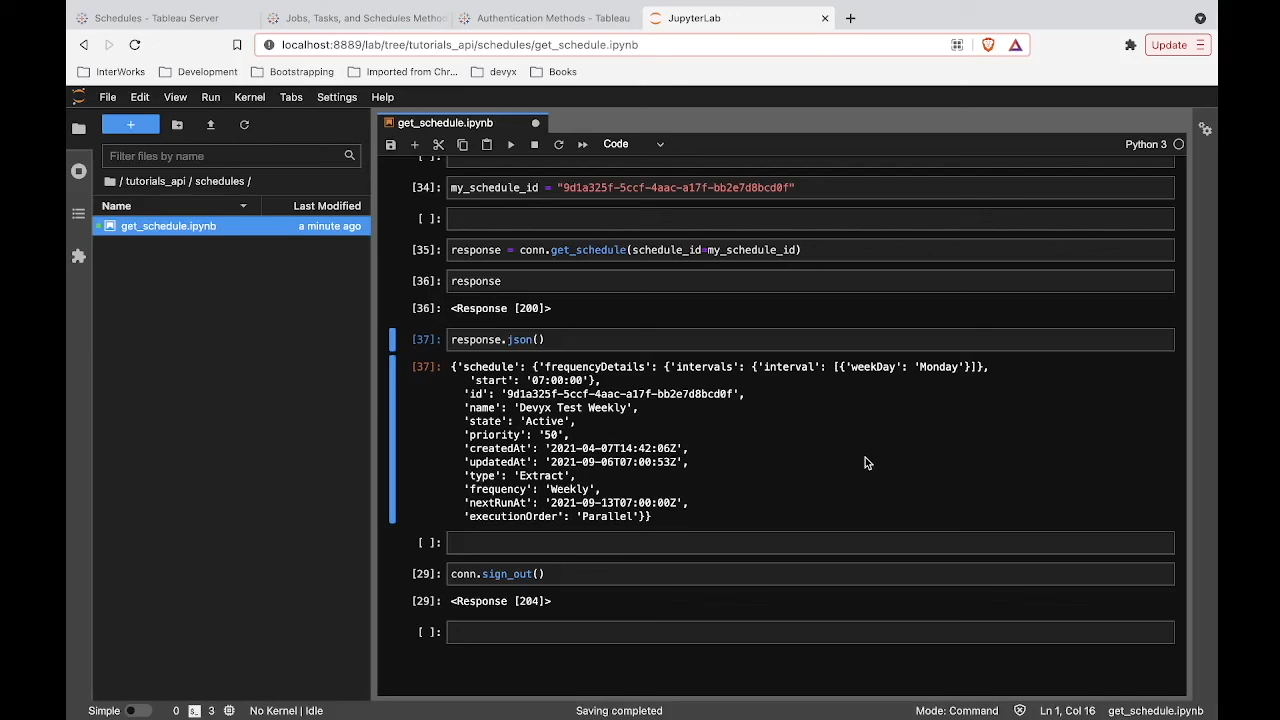 Schedules - Tableau Server
Jobs, Tasks, and Schedules Metho
Authentication Methods - Tableau
JupyterLab
localhost:8889/lab/tree/tutorials_api/schedules/get_schedule.ipynb
Update
InterWorks
Development
Bootstrapping
Imported from Chr...
devyx
Books
File Edit View Run Kernel Tabs Settings Help
Filter files by name
/ tutorials_api / schedules /
Name Last Modified
get_schedule.ipynb a minute ago
get_schedule.ipynb
Code
Python 3
[ ]:
[34]: my_schedule_id = "9d1a325f-5ccf-4aac-a17f-bb2e7d8bcd0f"
[ ]:
[35]: response = conn.get_schedule(schedule_id=my_schedule_id)
[36]: response
[36]: <Response [200]>
[37]: response.json()
[37]: {'schedule': {'frequencyDetails': {'intervals': {'interval': [{'weekDay': 'Monday'}]},
'start': '07:00:00'},
'id': '9d1a325f-5ccf-4aac-a17f-bb2e7d8bcd0f',
'name': 'Devyx Test Weekly',
'state': 'Active',
'priority': '50',
'createdAt': '2021-04-07T14:42:06Z',
'updatedAt': '2021-09-06T07:00:53Z',
'type': 'Extract',
'frequency': 'Weekly',
'nextRunAt': '2021-09-13T07:00:00Z',
'executionOrder': 'Parallel'}}
[ ]:
[29]: conn.sign_out()
[29]: <Response [204]>
[ ]:
Simple 0 3 No Kernel | Idle Saving completed Mode: Command Ln 1, Col 16 get_schedule.ipynb